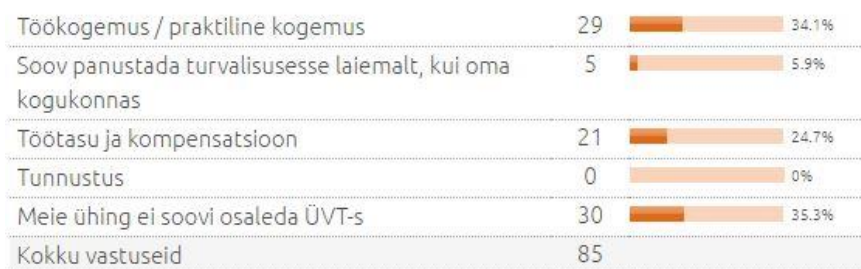 Töökogemus / praktiline kogemus 29 34.1%
Soov panustada turvalisusesse laiemalt, kui oma 5 5.9%
kogukonnas
Töötasu ja kompensatsioon 21 24.7%
Tunnustus 0 0%
Meie ühing ei soovi osaleda ÜVT-s 30 35.3%
Kokku vastuseid 85